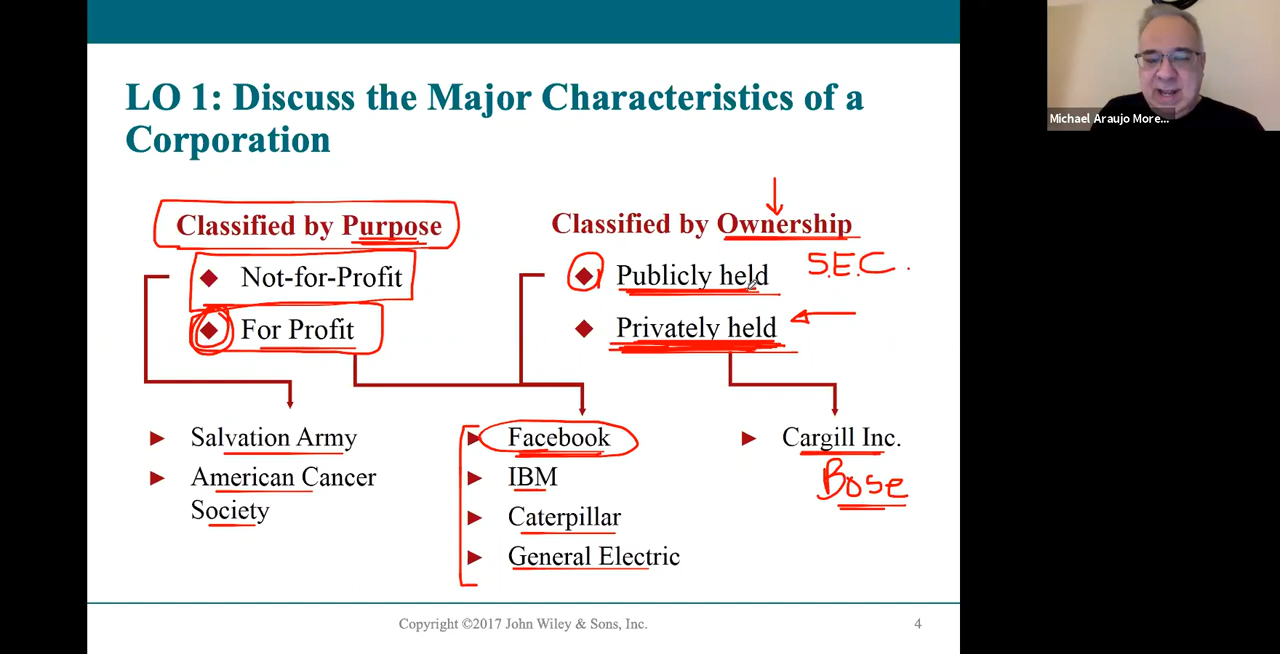 LO 1: Discuss the Major Characteristics of a
Corporation
Classified by Purpose
Not-for-Profit
For Profit
Classified by Ownership
Publicly held
S.E.C.
Privately held
Salvation Army
American Cancer
Society
Facebook
IBM
Caterpillar
General Electric
Cargill Inc.
Bose
Copyright ©2017 John Wiley & Sons, Inc.
4
Michael Araujo More...